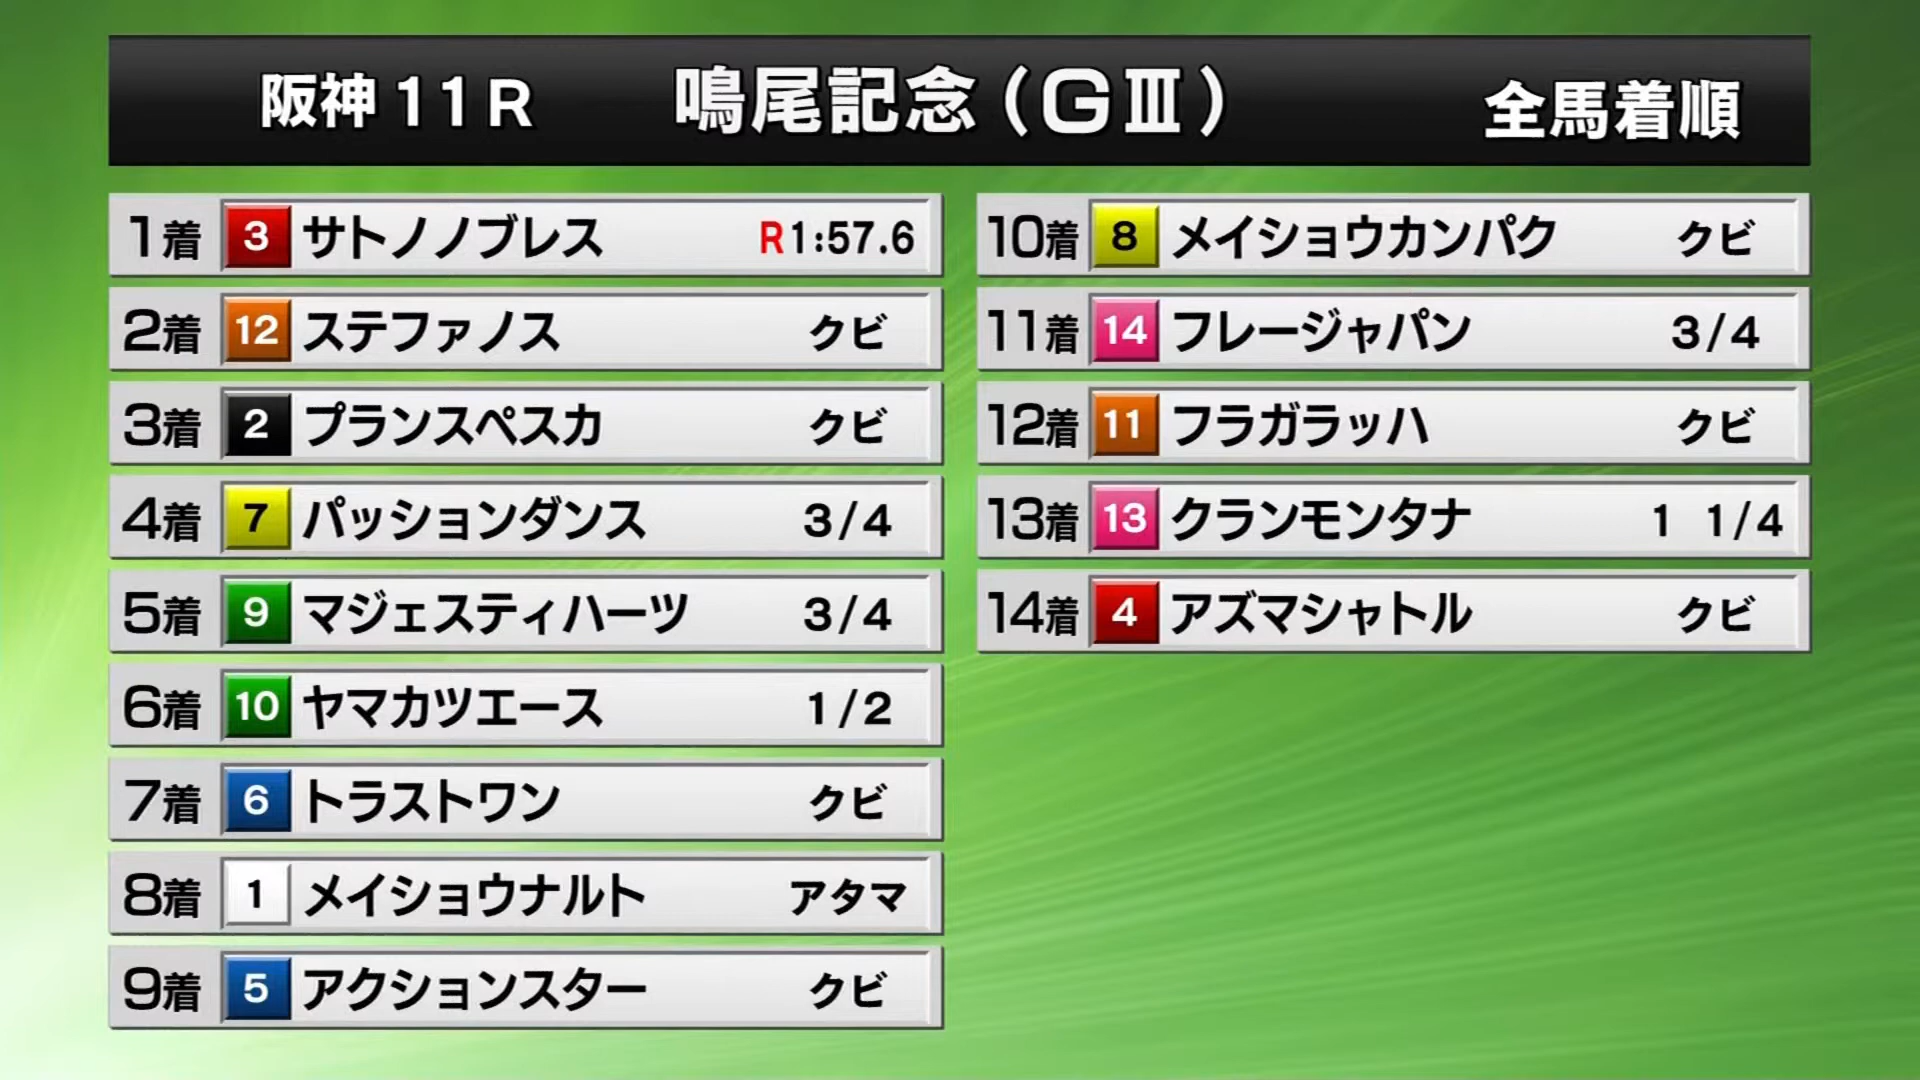 阪神11R 鳴尾記念(GⅢ) 全馬着順
1着 3 サトノノブレス R1:57.6
2着 12 ステファノス クビ
3着 2 プランスペスカ クビ
4着 7 パッションダンス 3/4
5着 9 マジェスティハーツ 3/4
6着 10 ヤマカツエース 1/2
7着 6 トラストワン クビ
8着 1 メイショウナルト アタマ
9着 5 アクションスター クビ
10着 8 メイショウカンパク クビ
11着 14 フレージャパン 3/4
12着 11 フラガラッハ クビ
13着 13 クランモンタナ 1 1/4
14着 4 アズマシャトル クビ